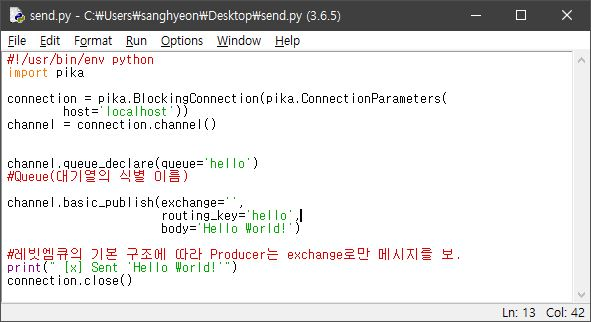 send.py - C:₩Users₩sanghyeon₩Desktop₩send.py (3.6.5)
File Edit Format Run Options Window Help
#!/usr/bin/env python
import pika
connection = pika.BlockingConnection(pika.ConnectionParameters(
        host='localhost'))
channel = connection.channel()
channel.queue_declare(queue='hello')
#Queue(대기열의 식별 이름)
channel.basic_publish(exchange='',
                      routing_key='hello',
                      body='Hello World!')
#레빗엠큐의 기본 구조에 따라 Producer는 exchange로만 메시지를 보.
print(" [x] Sent 'Hello World!'")
connection.close()
Ln: 13 Col: 42